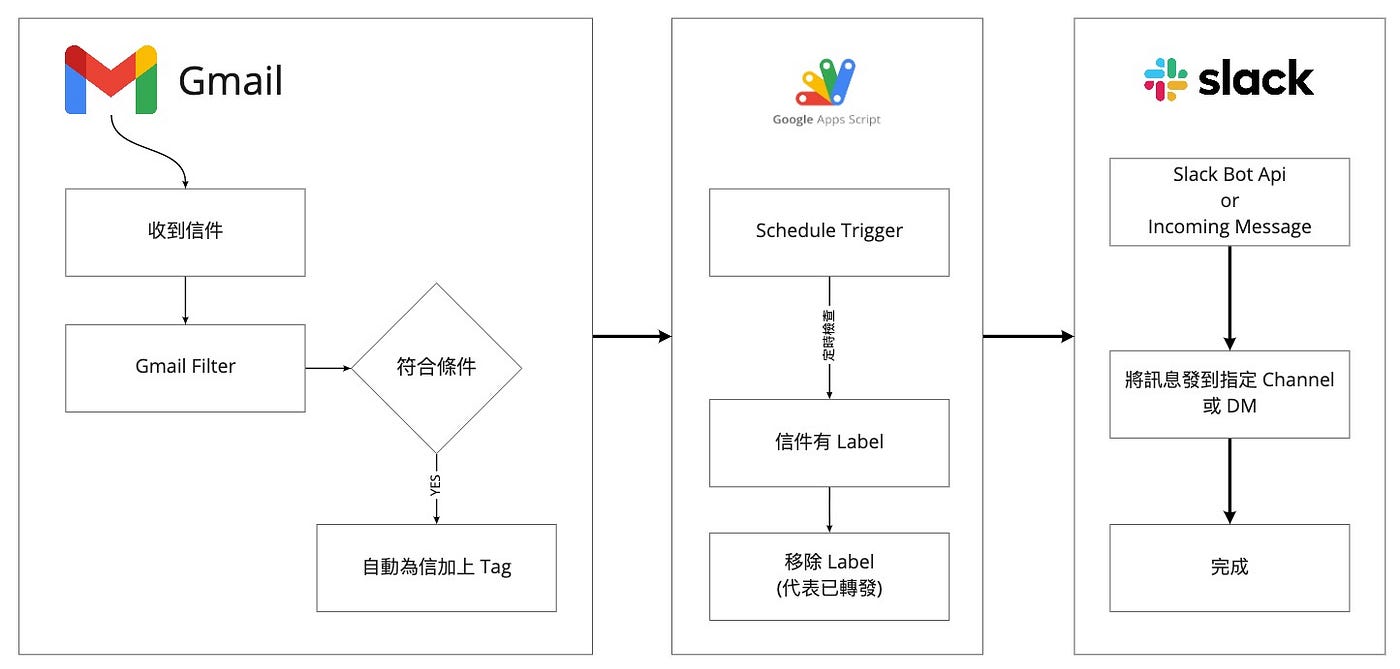 Gmail
收到信件
Gmail Filter
符合條件
YES
自動為信加上 Tag
Google Apps Script
Schedule Trigger
定時檢查
信件有 Label
移除 Label
(代表已轉發)
slack
Slack Bot Api
or
Incoming Message
將訊息發到指定 Channel
或 DM
完成